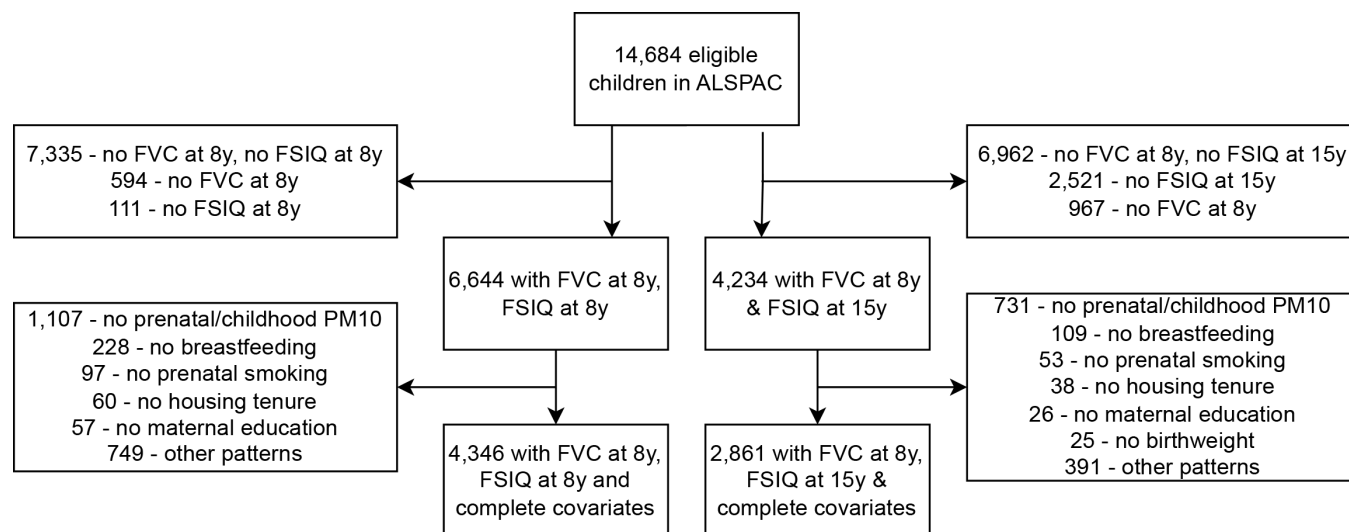 14,684 eligible
children in ALSPAC
7,335 - no FVC at 8y, no FSIQ at 8y
594 - no FVC at 8y
111 - no FSIQ at 8y
6,962 - no FVC at 8y, no FSIQ at 15y
2,521 - no FSIQ at 15y
967 - no FVC at 8y
6,644 with FVC at 8y,
FSIQ at 8y
4,234 with FVC at 8y
& FSIQ at 15y
1,107 - no prenatal/childhood PM10
228 - no breastfeeding
97 - no prenatal smoking
60 - no housing tenure
57 - no maternal education
749 - other patterns
731 - no prenatal/childhood PM10
109 - no breastfeeding
53 - no prenatal smoking
38 - no housing tenure
26 - no maternal education
25 - no birthweight
391 - other patterns
4,346 with FVC at 8y,
FSIQ at 8y and
complete covariates
2,861 with FVC at 8y,
FSIQ at 15y &
complete covariates